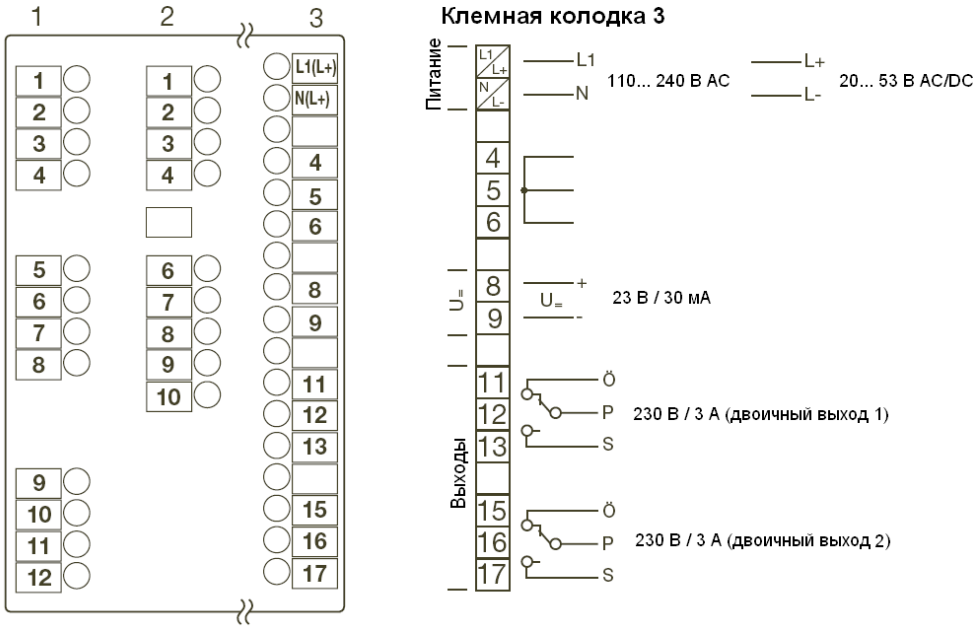 1 2 3
Клемная колодка 3
L1(L+)
N(L+)
1 1
2 2
3 3
4 4
4
5
6
5 6
6 7
7 8
8 9
10
8
9
11
12
13
9
10
11
12
15
16
17
Питание
L1 L+
N L-
L1
N
110... 240 В AC
L+
L-
20... 53 В AC/DC
4
5
6
U=
8
9
+
U=
-
23 В / 30 мА
Выходы
11
12
13
Ö
P
S
230 В / 3 А (двоичный выход 1)
15
16
17
Ö
P
S
230 В / 3 А (двоичный выход 2)